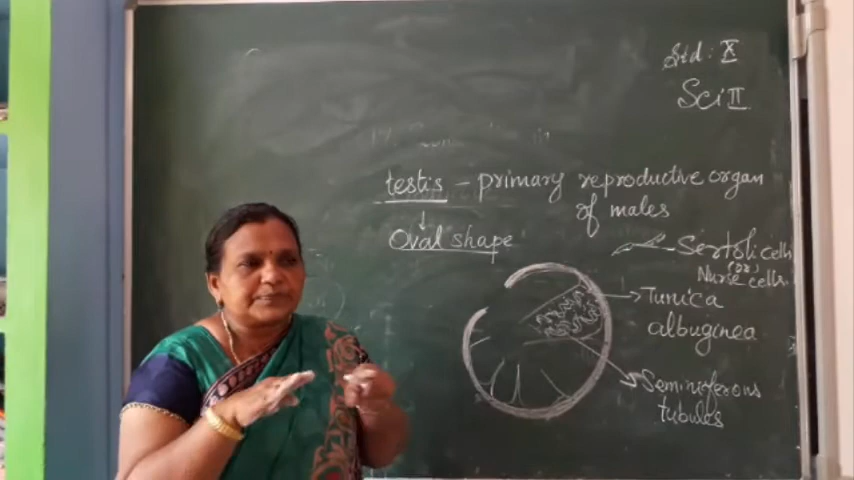 Std : X
Sci II
testis - primary reproductive organ
of males
Oval shape
Sertoli cells
(or)
Nurse cells
Tunica
albuginea
Seminiferous
tubules